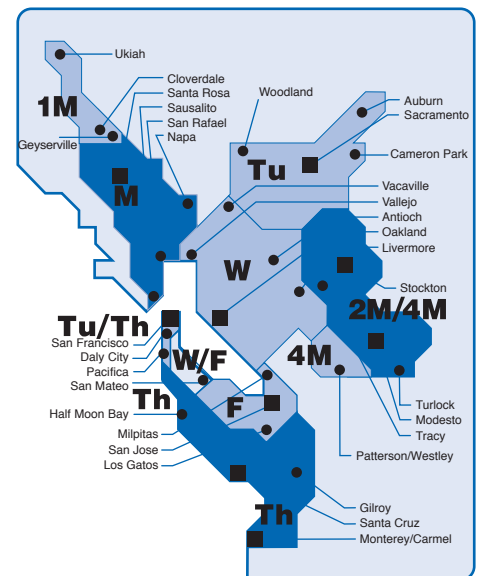 Ukiah
Cloverdale
Santa Rosa
Sausalito
San Rafael
Napa
1M
Geyserville
M
Woodland
Auburn
Sacramento
Cameron Park
Tu
Vacaville
Vallejo
Antioch
Oakland
Livermore
W
Stockton
2M/4M
Tu/Th
San Francisco
Daly City
Pacifica
San Mateo
W/F
4M
Th
Half Moon Bay
F
Milpitas
San Jose
Los Gatos
Turlock
Modesto
Tracy
Patterson/Westley
Th
Gilroy
Santa Cruz
Monterey/Carmel